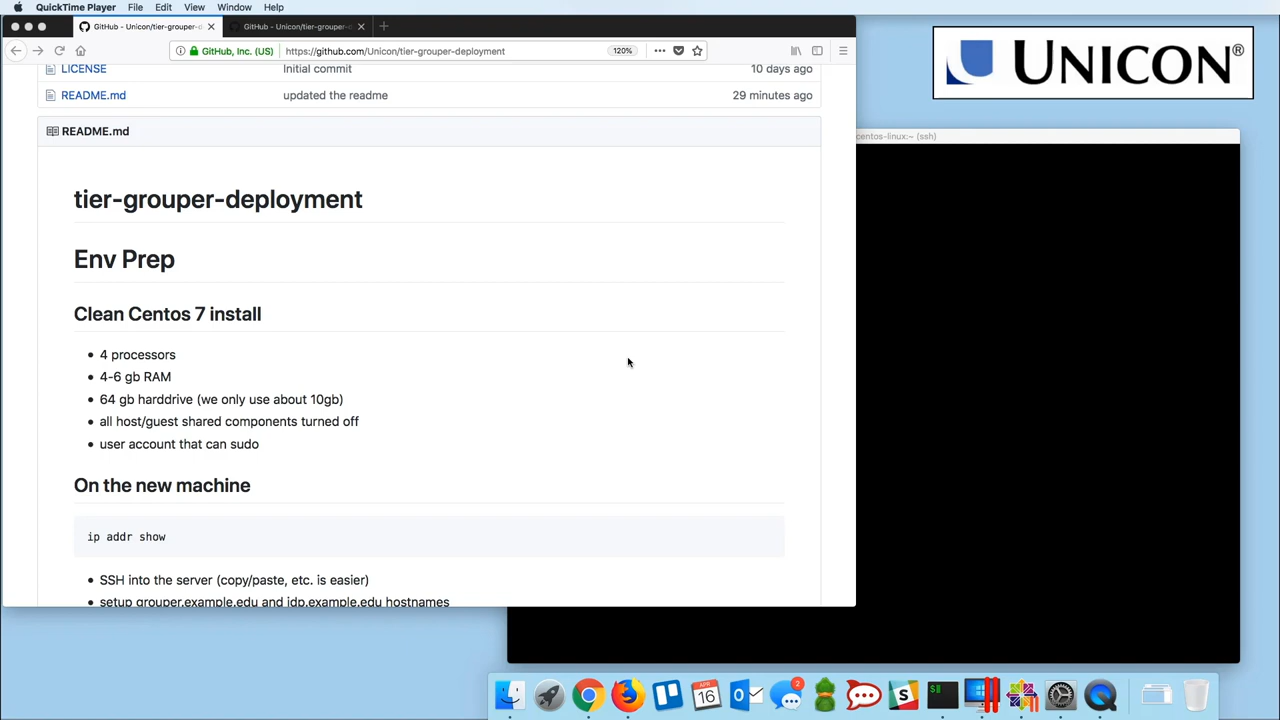 QuickTime Player File Edit View Window Help
GitHub - Unicon/tier-grouper-d
GitHub - Unicon/tier-grouper-de
GitHub, Inc. (US) https://github.com/Unicon/tier-grouper-deployment 120%
UNICON®
LICENSE Initial commit 10 days ago
README.md updated the readme 29 minutes ago
README.md
centos-linux:~ (ssh)
tier-grouper-deployment
Env Prep
Clean Centos 7 install
4 processors
4-6 gb RAM
64 gb harddrive (we only use about 10gb)
all host/guest shared components turned off
user account that can sudo
On the new machine
ip addr show
SSH into the server (copy/paste, etc. is easier)
setup grouper.example.edu and idp.example.edu hostnames
APR
16
2
S
$